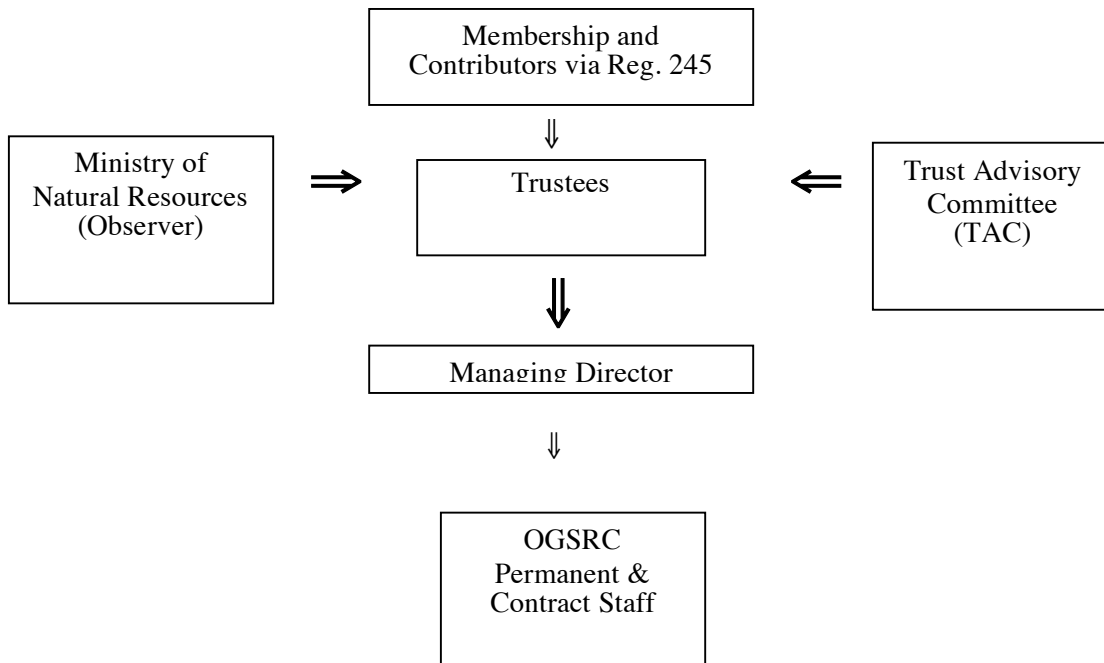 Membership and
Contributors via Reg. 245
⇓
Ministry of
Natural Resources
(Observer)
⇒
Trustees
⇐
Trust Advisory
Committee
(TAC)
⇓
Managing Director
⇓
OGSRC
Permanent &
Contract Staff